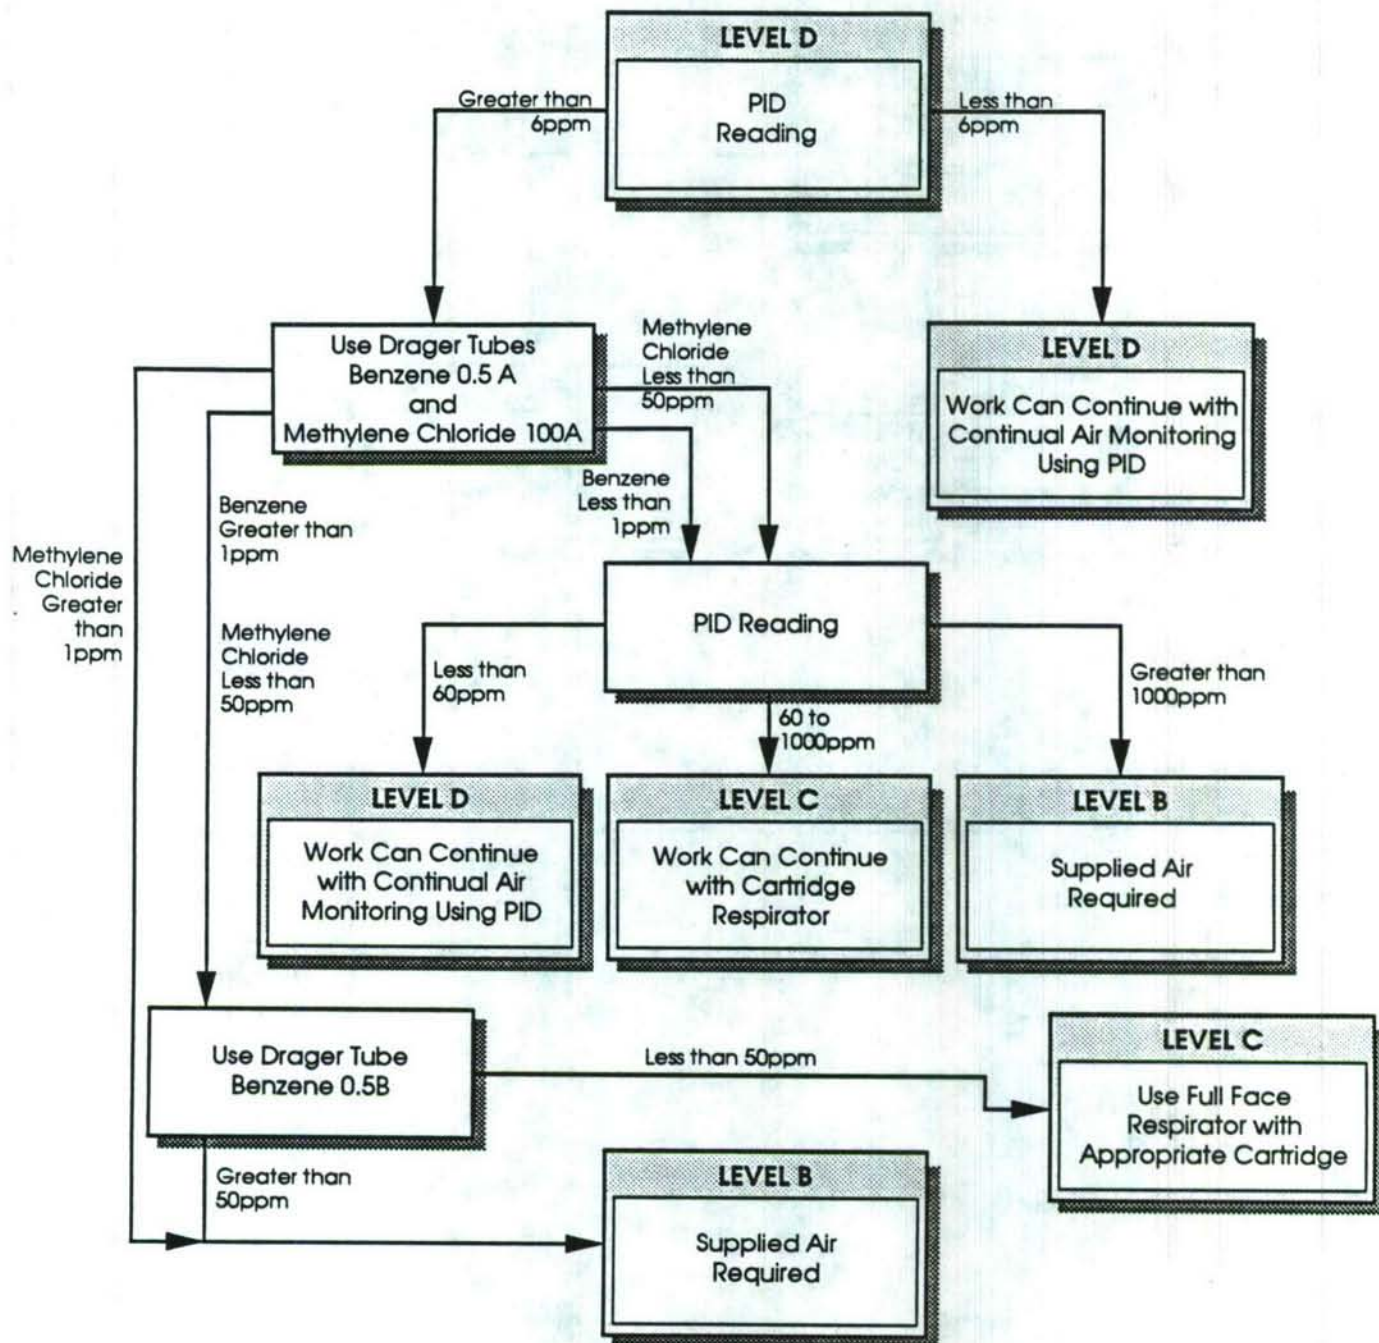 LEVEL D
PID
Reading
Greater than
6ppm
Less than
6ppm
Use Drager Tubes
Benzene 0.5 A
and
Methylene Chloride 100A
Methylene
Chloride
Less than
50ppm
LEVEL D
Work Can Continue with
Continual Air Monitoring
Using PID
Benzene
Less than
1ppm
Benzene
Greater than
1ppm
Methylene
Chloride
Greater
than
1ppm
Methylene
Chloride
Less than
50ppm
PID Reading
Less than
60ppm
60 to
1000ppm
Greater than
1000ppm
LEVEL D
Work Can Continue
with Continual Air
Monitoring Using PID
LEVEL C
Work Can Continue
with Cartridge
Respirator
LEVEL B
Supplied Air
Required
Use Drager Tube
Benzene 0.5B
Less than 50ppm
LEVEL C
Use Full Face
Respirator with
Appropriate Cartridge
Greater than
50ppm
LEVEL B
Supplied Air
Required